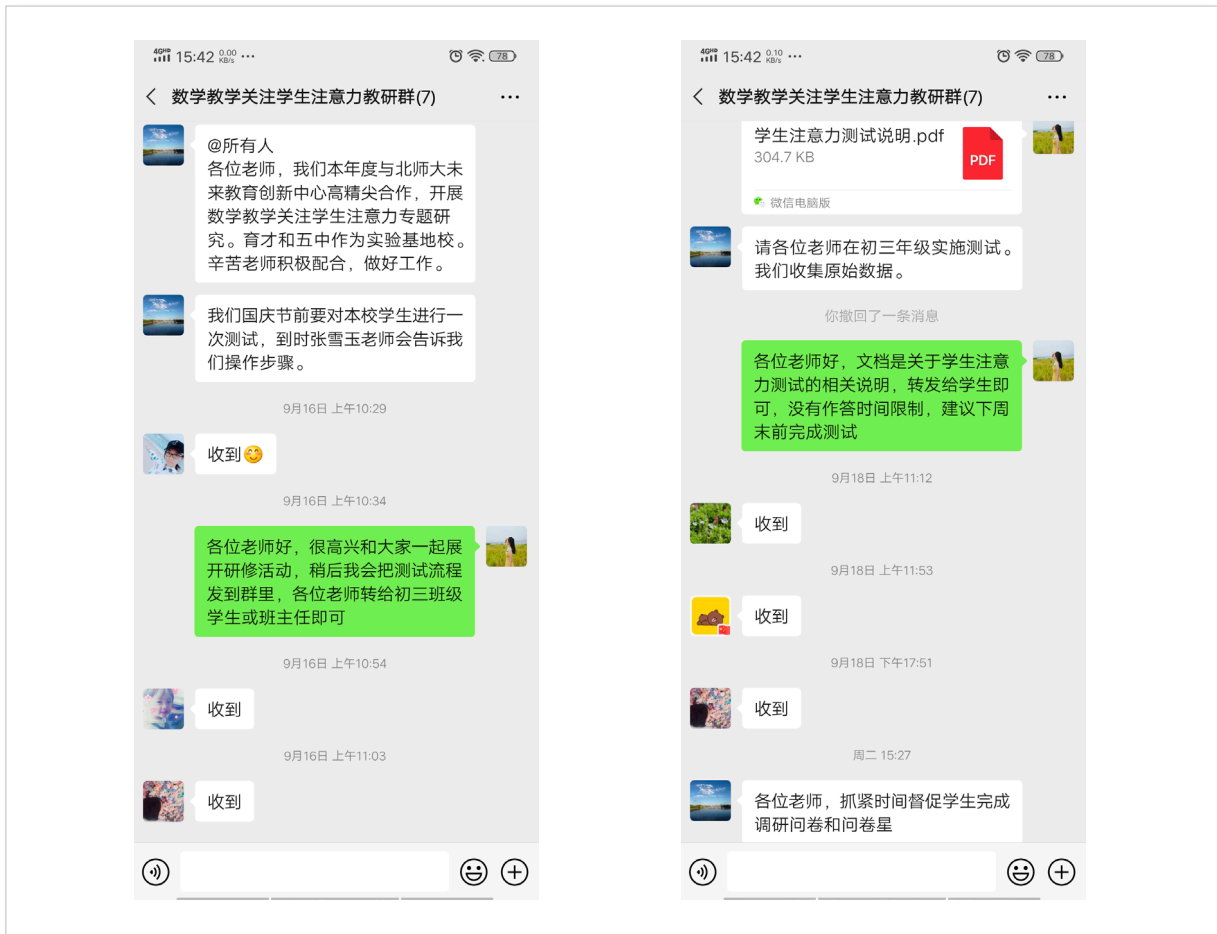 4GHD 15:42 0.00 KB/s ··· 78
数学教学关注学生注意力教研群(7)
@所有人
各位老师，我们本年度与北师大未
来教育创新中心高精尖合作，开展
数学教学关注学生注意力专题研
究。育才和五中作为实验基地校。
辛苦老师积极配合，做好工作。
我们国庆节前要对本校学生进行一
次测试，到时张雪玉老师会告诉我
们操作步骤。
9月16日 上午10:29
收到😊
9月16日 上午10:34
各位老师好，很高兴和大家一起展
开研修活动，稍后我会把测试流程
发到群里，各位老师转给初三班级
学生或班主任即可
9月16日 上午10:54
收到
9月16日 上午11:03
收到
4GHD 15:42 0.10 KB/s ··· 78
数学教学关注学生注意力教研群(7)
学生注意力测试说明.pdf
304.7 KB
PDF
微信电脑版
请各位老师在初三年级实施测试。
我们收集原始数据。
你撤回了一条消息
各位老师好，文档是关于学生注意
力测试的相关说明，转发给学生即
可，没有作答时间限制，建议下周
末前完成测试
9月18日 上午11:12
收到
9月18日 上午11:53
收到
9月18日 下午17:51
收到
周二 15:27
各位老师，抓紧时间督促学生完成
调研问卷和问卷星